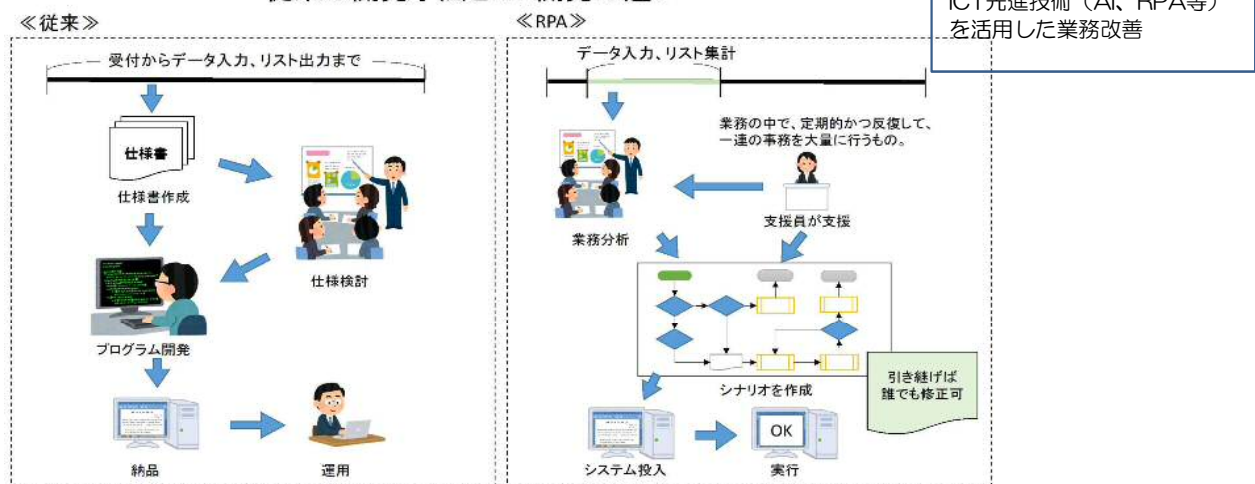 ICT先進技術（AI、RPA等）
を活用した業務改善
≪従来≫
受付からデータ入力、リスト出力まで
仕様書
仕様書作成
仕様検討
プログラム開発
納品
運用
≪RPA≫
データ入力、リスト集計
業務の中で、定期的かつ反復して、
一連の事務を大量に行うもの。
支援員が支援
業務分析
シナリオを作成
引き継げば
誰でも修正可
システム投入
OK
実行